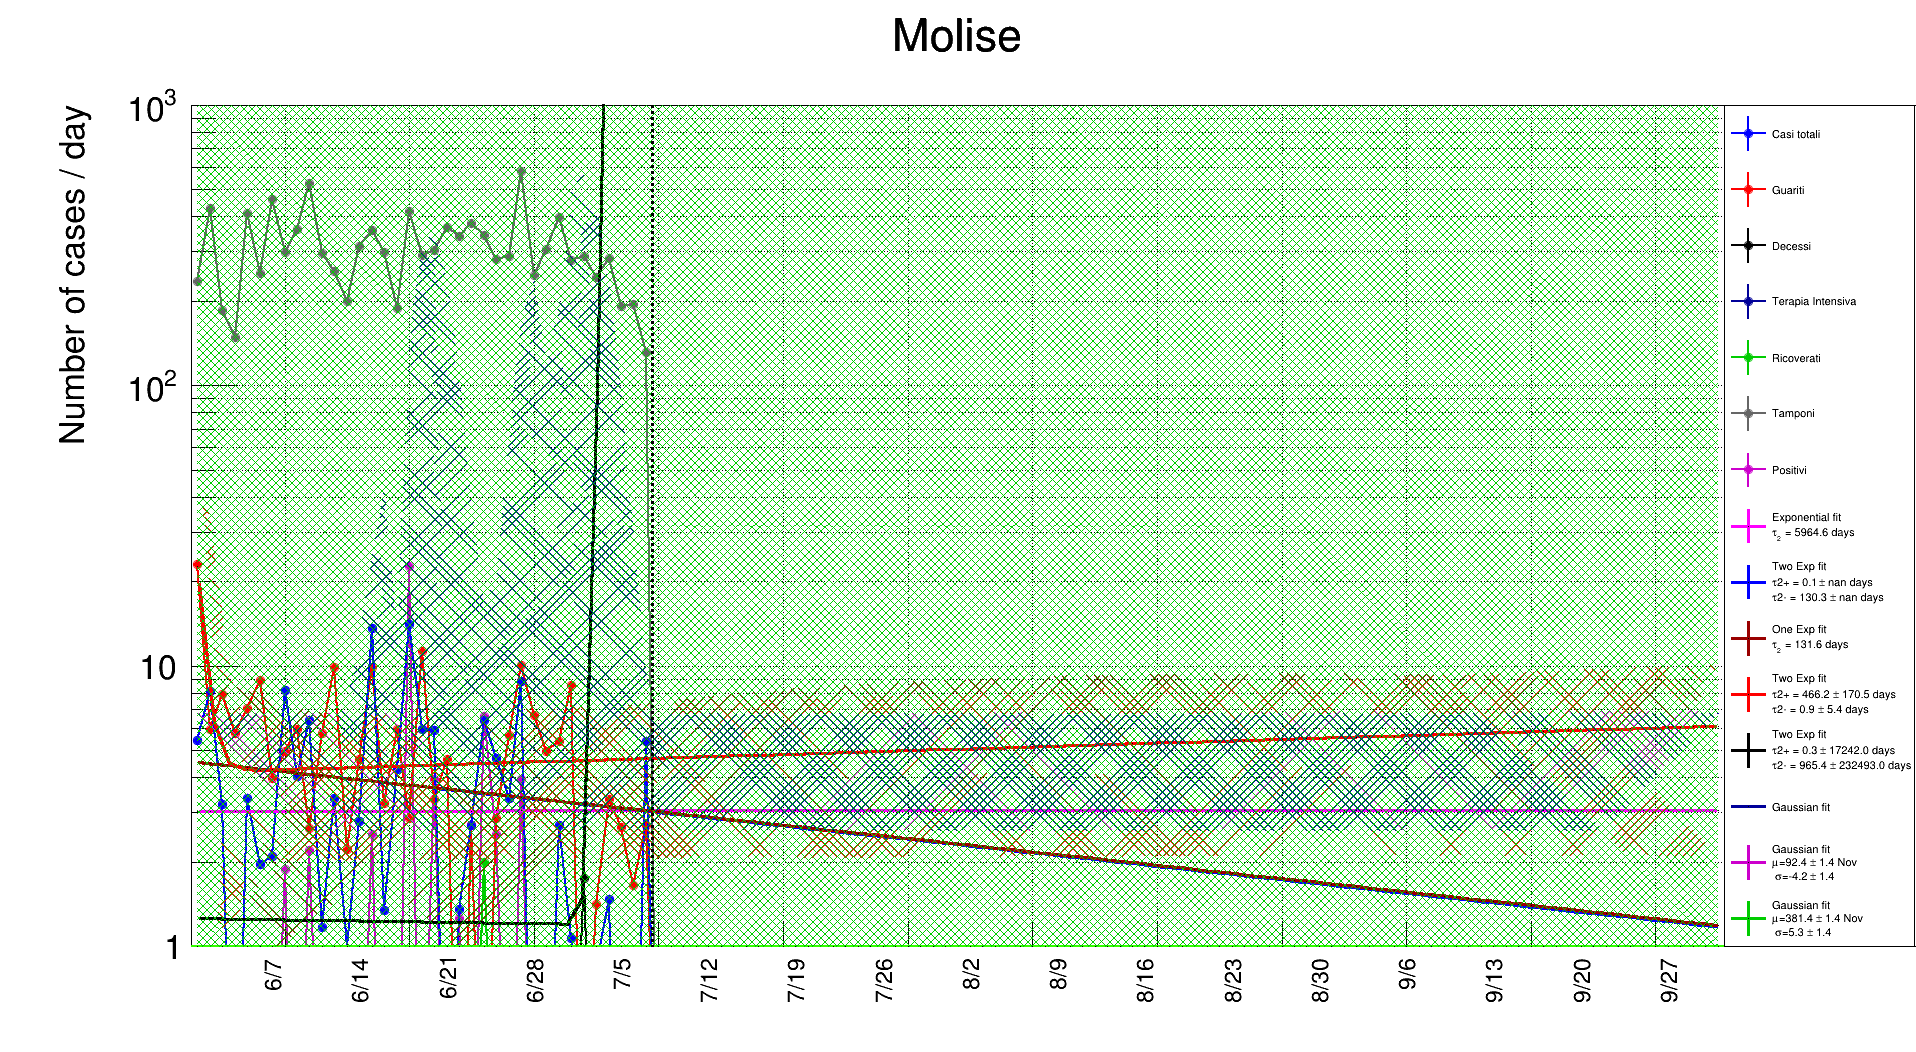 Molise
Number of cases / day
10³
10²
10
1
6/7
6/14
6/21
6/28
7/5
7/12
7/19
7/26
8/2
8/9
8/16
8/23
8/30
9/6
9/13
9/20
9/27
Casi totali
Guariti
Decessi
Terapia Intensiva
Ricoverati
Tamponi
Positivi
Exponential fit
τ₂ = 5964.6 days
Two Exp fit
τ2+ = 0.1 ± nan days
τ2- = 130.3 ± nan days
One Exp fit
τ₂ = 131.6 days
Two Exp fit
τ2+ = 466.2 ± 170.5 days
τ2- = 0.9 ± 5.4 days
Two Exp fit
τ2+ = 0.3 ± 17242.0 days
τ2- = 965.4 ± 232493.0 days
Gaussian fit
Gaussian fit
μ=92.4 ± 1.4 Nov
σ=-4.2 ± 1.4
Gaussian fit
μ=381.4 ± 1.4 Nov
σ=5.3 ± 1.4